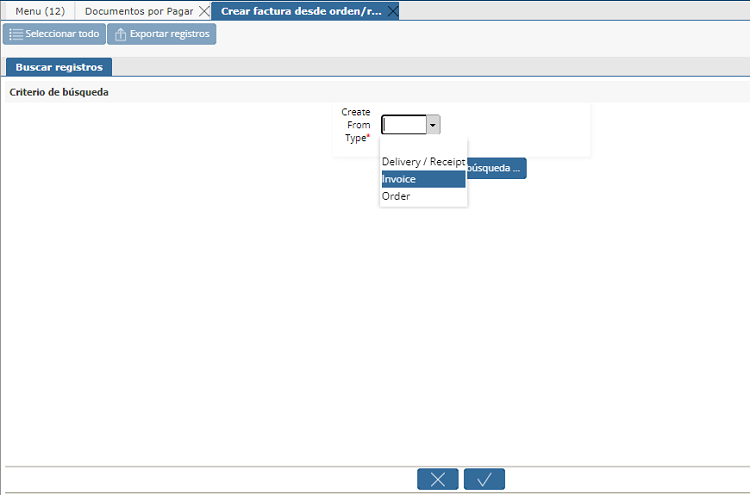 Menu (12)
Documentos por Pagar
Crear factura desde orden/r...
Seleccionar todo
Exportar registros
Buscar registros
Criterio de búsqueda
Create
From
Type*
Delivery / Receipt
Invoice
Order
búsqueda ...